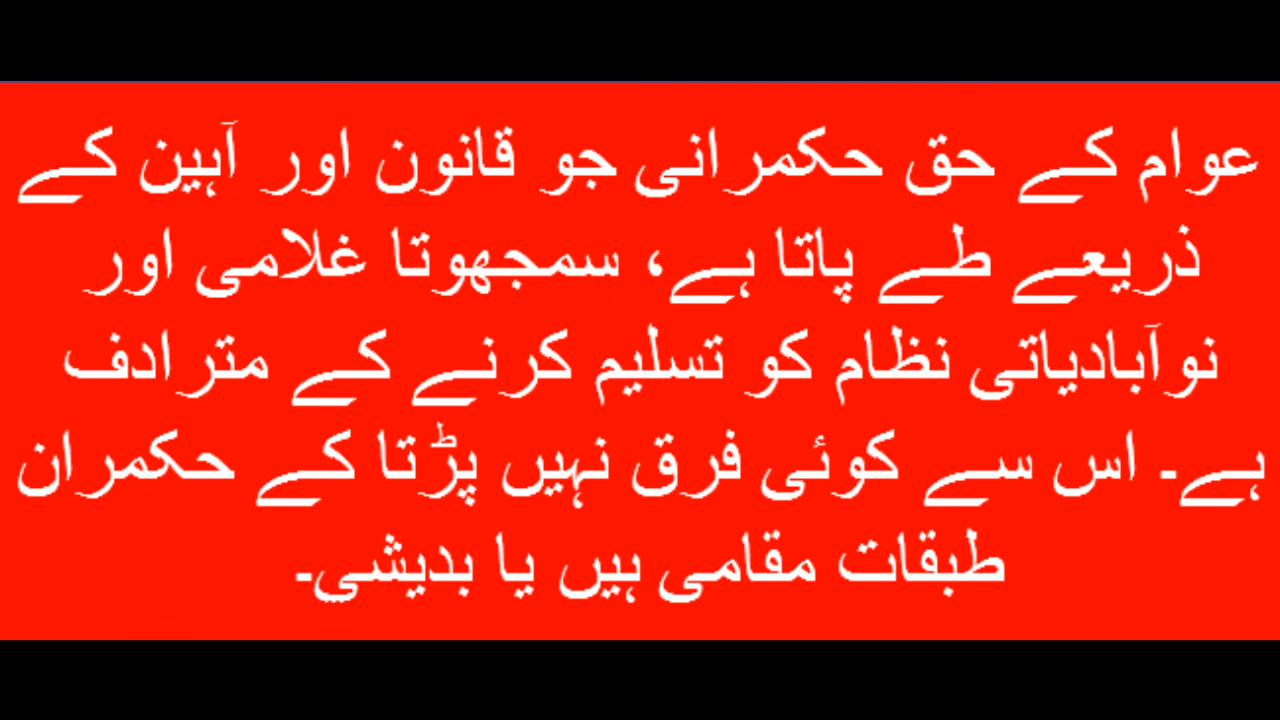 عوام کے حق حکمرانی جو قانون اور آہین کے
ذریعے طے پاتا ہے، سمجھوتا غلامی اور
نوآبادیاتی نظام کو تسلیم کرنے کے مترادف
ہے۔ اس سے کوئی فرق نہیں پڑتا کے حکمران
طبقات مقامی ہیں یا بدیشی۔